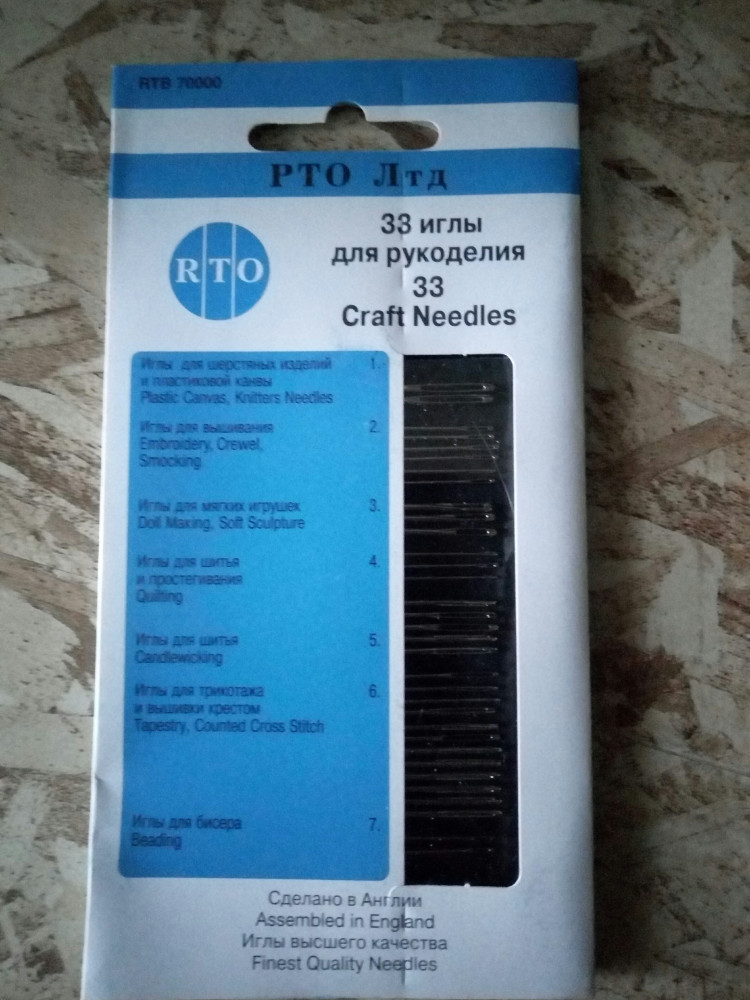 RTB 70000
РТО Лтд
RTO
33 иглы
для рукоделия
33
Craft Needles
Иглы для шерстяных изделий 1.
и пластиковой канвы
Plastic Canvas, Knitters Needles
Иглы для вышивания 2.
Embroidery, Crewel,
Smocking
Иглы для мягких игрушек 3.
Doll Making, Soft Sculpture
Иглы для шитья 4.
и простегивания
Quilting
Иглы для шитья 5.
Candlewicking
Иглы для трикотажа 6.
и вышивки крестом
Tapestry, Counted Cross Stitch
Иглы для бисера 7.
Beading
Сделано в Англии
Assembled in England
Иглы высшего качества
Finest Quality Needles